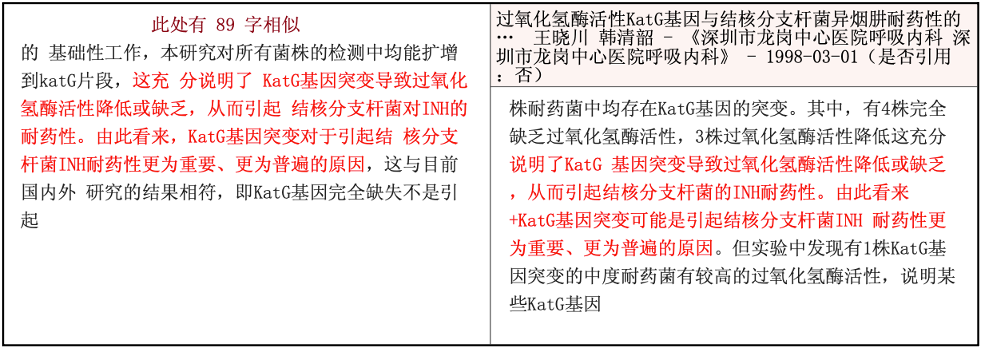 此处有 89 字相似
的 基础性工作，本研究对所有菌株的检测中均能扩增
到katG片段，这充 分说明了 KatG基因突变导致过氧化
氢酶活性降低或缺乏，从而引起 结核分支杆菌对INH的
耐药性。由此看来，KatG基因突变对于引起结 核分支
杆菌INH耐药性更为重要、更为普遍的原因，这与目前
国内外 研究的结果相符，即KatG基因完全缺失不是引
起
过氧化氢酶活性KatG基因与结核分支杆菌异烟肼耐药性的
… 王晓川 韩清韶 - 《深圳市龙岗中心医院呼吸内科 深
圳市龙岗中心医院呼吸内科》 - 1998-03-01（是否引用
：否）
株耐药菌中均存在KatG基因的突变。其中，有4株完全
缺乏过氧化氢酶活性，3株过氧化氢酶活性降低这充分
说明了KatG 基因突变导致过氧化氢酶活性降低或缺乏
，从而引起结核分支杆菌的INH耐药性。由此看来
+KatG基因突变可能是引起结核分支杆菌INH 耐药性更
为重要、更为普遍的原因。但实验中发现有1株KatG基
因突变的中度耐药菌有较高的过氧化氢酶活性，说明某
些KatG基因